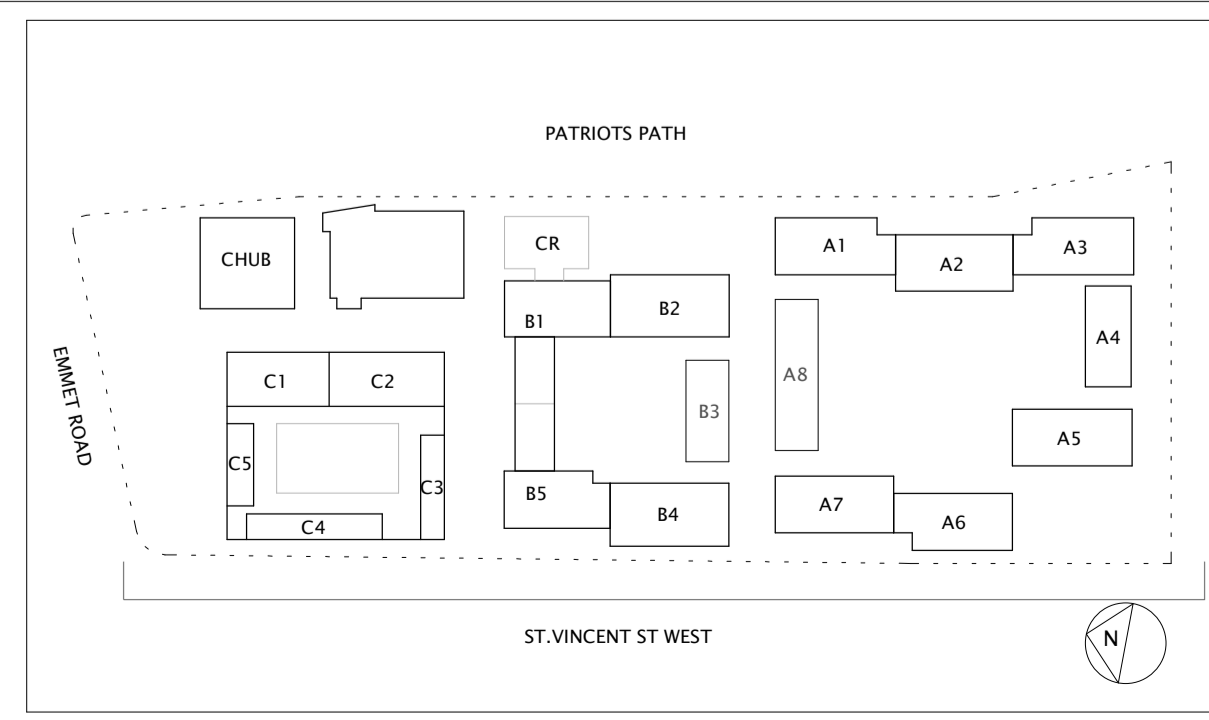 PATRIOTS PATH
CHUB
CR
A1
A2
A3
B1
B2
A4
EMMET ROAD
C1
C2
A8
B3
A5
C5
C3
B5
B4
A7
A6
C4
ST.VINCENT ST WEST
N